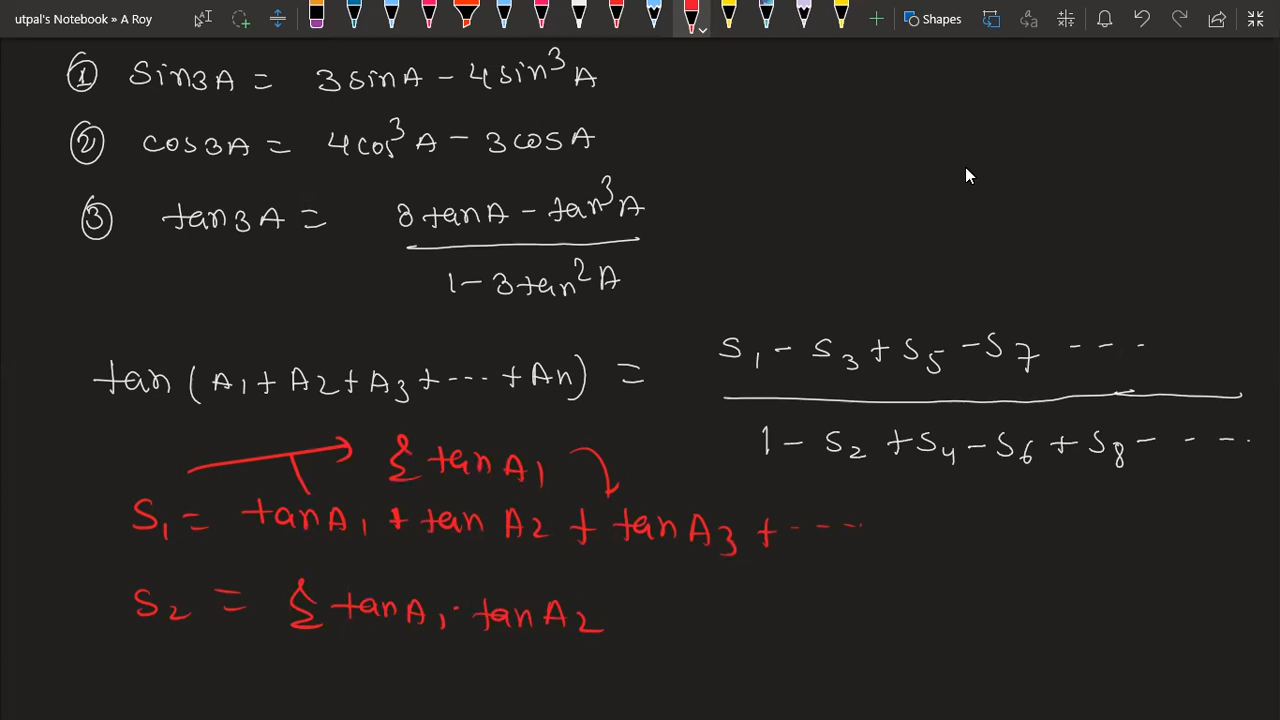 utpal's Notebook » A Roy
Shapes
① sin3A = 3sinA - 4sin³A
② cos3A = 4cos³A - 3cosA
③ tan3A = 3tanA - tan³A
1 - 3tan²A
tan(A₁+A₂+A₃+---+An) = S₁ - S₃ + S₅ - S₇ ---
1 - S₂ + S₄ - S₆ + S₈ - ---
Σ tanA₁
S₁ = tanA₁ + tanA₂ + tanA₃ + ----
S₂ = Σ tanA₁. tanA₂